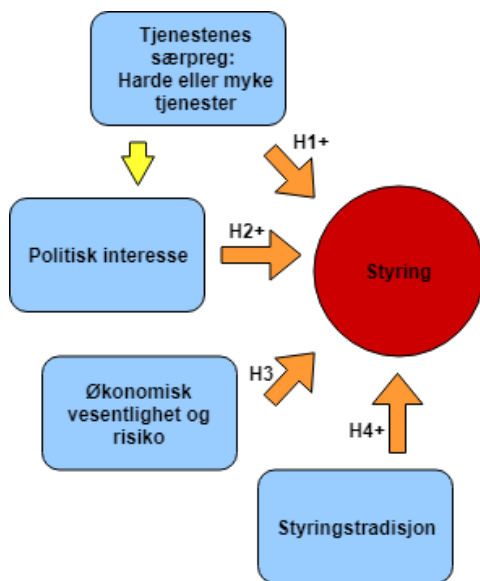 Tjenestenes
særpreg:
Harde eller myke
tjenester
H1+
Politisk interesse
H2+
Styring
Økonomisk
vesentlighet og
risiko
H3
H4+
Styringstradisjon